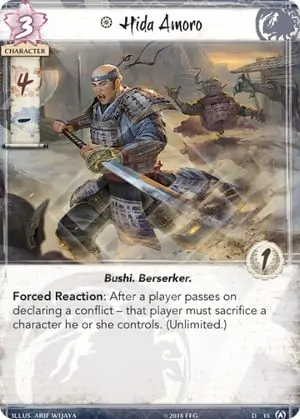 3
Hida Amoro
CHARACTER
4
–
Bushi. Berserker.
1
Forced Reaction: After a player passes on
declaring a conflict – that player must sacrifice a
character he or she controls. (Unlimited.)
ILLUS. ARIF WIJAYA
©2018 FFG
D 13